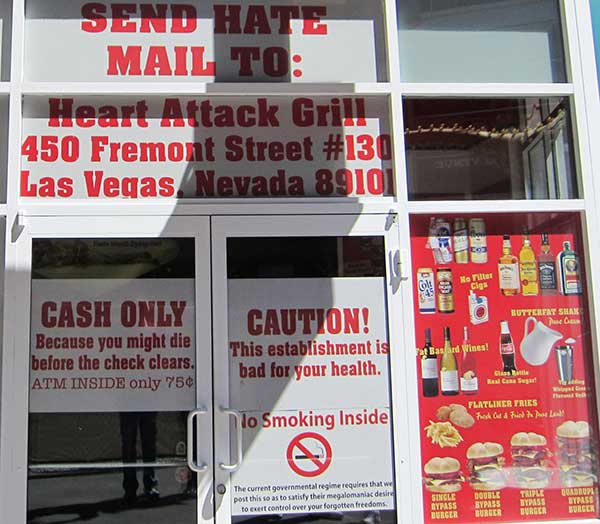 SEND HATE
MAIL TO:
Heart Attack Grill
450 Fremont Street #130
Las Vegas, Nevada 89101
CASH ONLY
Because you might die
before the check clears.
ATM INSIDE only 75¢
CAUTION!
This establishment is
bad for your health.
No Smoking Inside
The current governmental regime requires that we
post this so as to satisfy their megalomaniac desire
to exert control over your forgotten freedoms.
No Filter
Cigs
BUTTERFAT SHAKE
Pure Cream
Fat Bastard Wines!
Glass Bottle
Real Cane Sugar!
Whipped Cream
FLATLINER FRIES
Fresh Cut & Fried In Pure Lard!
SINGLE
BYPASS
BURGER
DOUBLE
BYPASS
BURGER
TRIPLE
BYPASS
BURGER
QUADRUPLE
BYPASS
BURGER